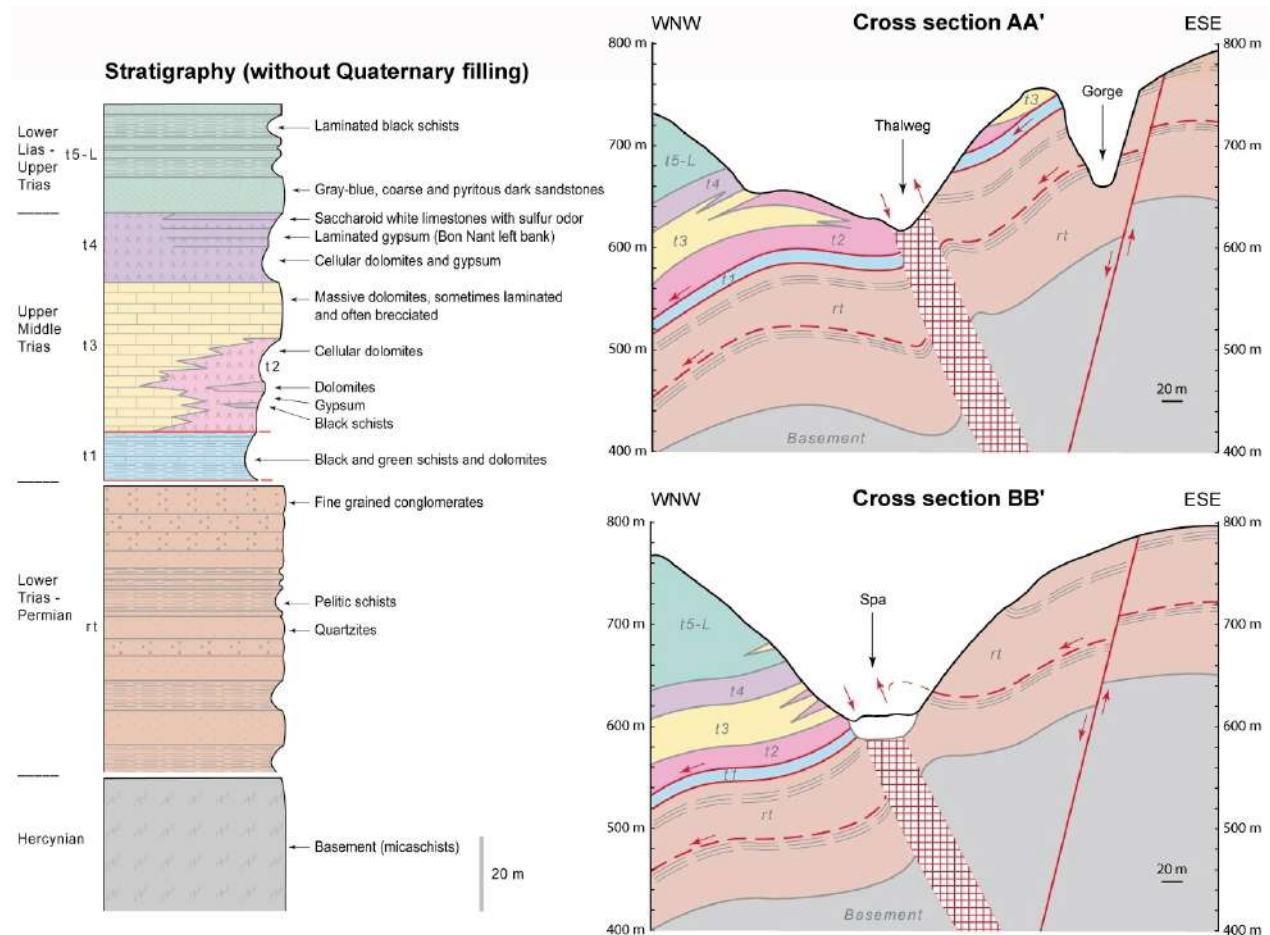 Stratigraphy (without Quaternary filling)
Lower
Lias -
Upper
Trias
t5-L
Laminated black schists
Gray-blue, coarse and pyritous dark sandstones
Saccharoid white limestones with sulfur odor
t4
Laminated gypsum (Bon Nant left bank)
Cellular dolomites and gypsum
Upper
Middle
Trias
Massive dolomites, sometimes laminated
and often brecciated
t3
Cellular dolomites
t2
Dolomites
Gypsum
Black schists
t1
Black and green schists and dolomites
Fine grained conglomerates
Lower
Trias -
Permian
Pelitic schists
rt
Quartzites
Hercynian
Basement (micaschists)
20 m
WNW
Cross section AA'
ESE
800 m
800 m
Gorge
t3
Thalweg
700 m
700 m
t5-L
t4
600 m
600 m
t3
t2
rt
t1
rt
500 m
500 m
20 m
Basement
400 m
400 m
WNW
Cross section BB'
ESE
800 m
800 m
Spa
t5-L
700 m
700 m
rt
t4
600 m
600 m
t3
t2
t1
rt
500 m
500 m
20 m
Basement
400 m
400 m